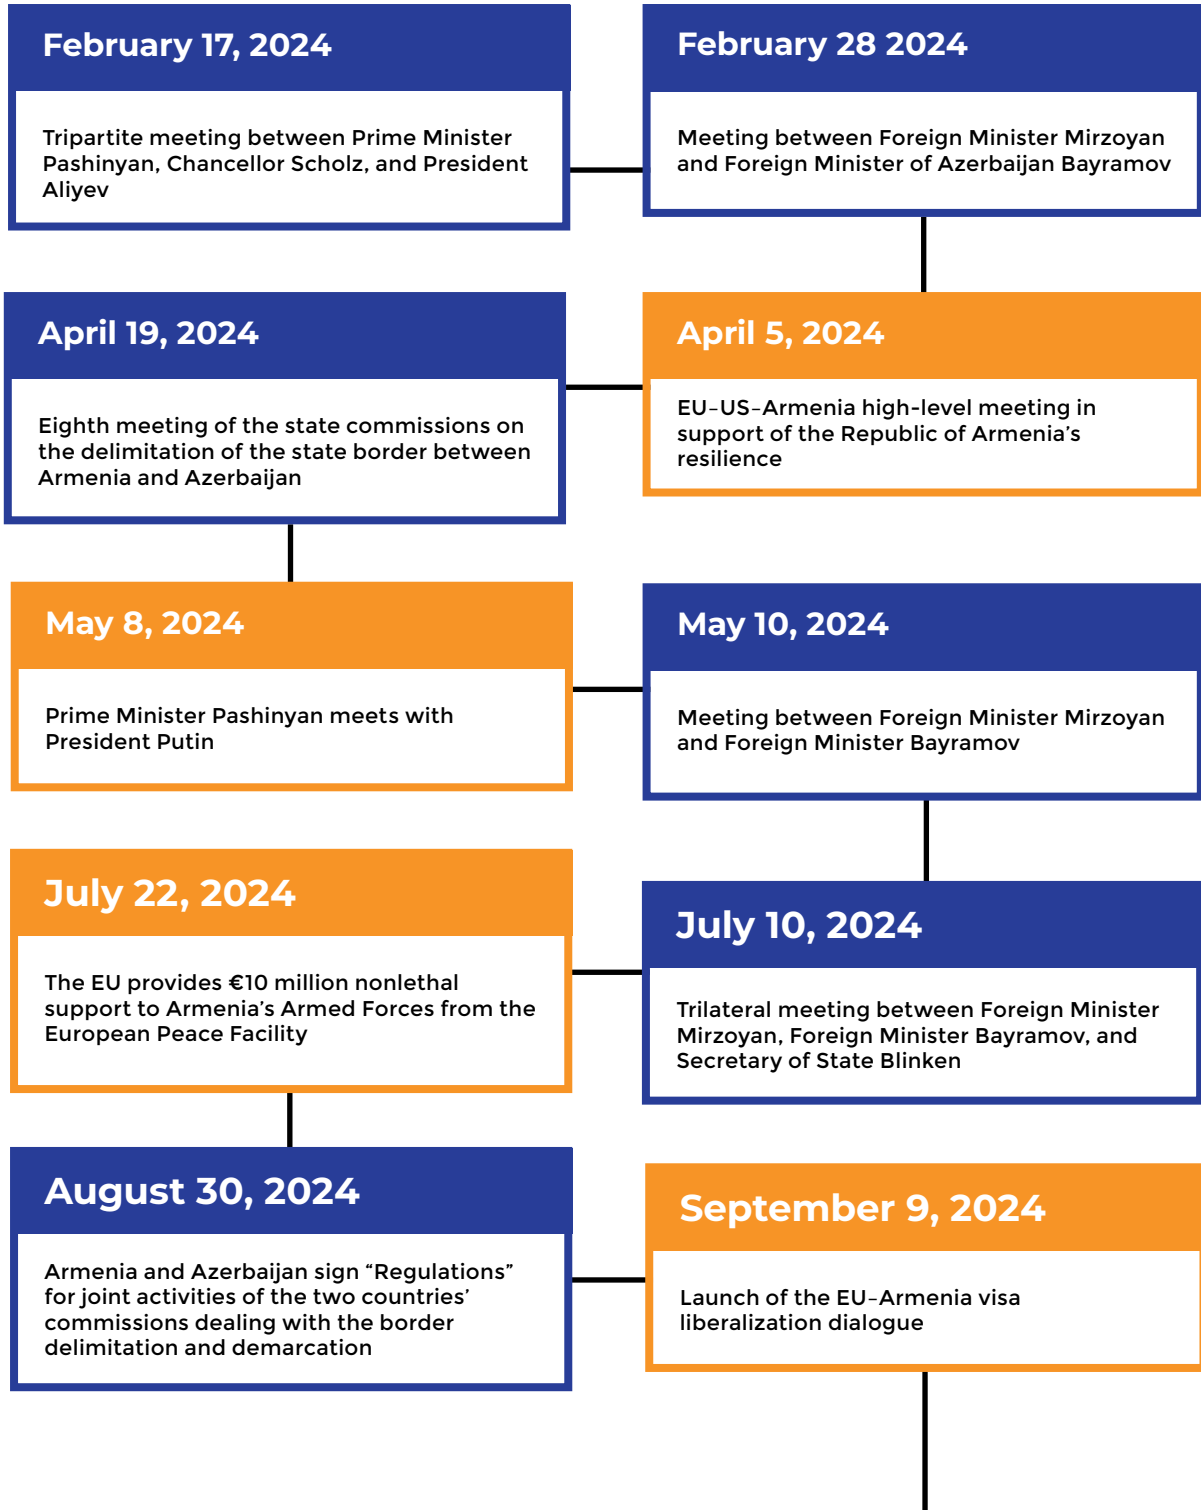 February 17, 2024
Tripartite meeting between Prime Minister
Pashinyan, Chancellor Scholz, and President
Aliyev
February 28 2024
Meeting between Foreign Minister Mirzoyan
and Foreign Minister of Azerbaijan Bayramov
April 5, 2024
EU–US–Armenia high-level meeting in
support of the Republic of Armenia’s
resilience
April 19, 2024
Eighth meeting of the state commissions on
the delimitation of the state border between
Armenia and Azerbaijan
May 8, 2024
Prime Minister Pashinyan meets with
President Putin
May 10, 2024
Meeting between Foreign Minister Mirzoyan
and Foreign Minister Bayramov
July 10, 2024
Trilateral meeting between Foreign Minister
Mirzoyan, Foreign Minister Bayramov, and
Secretary of State Blinken
July 22, 2024
The EU provides €10 million nonlethal
support to Armenia’s Armed Forces from the
European Peace Facility
August 30, 2024
Armenia and Azerbaijan sign “Regulations”
for joint activities of the two countries’
commissions dealing with the border
delimitation and demarcation
September 9, 2024
Launch of the EU–Armenia visa
liberalization dialogue